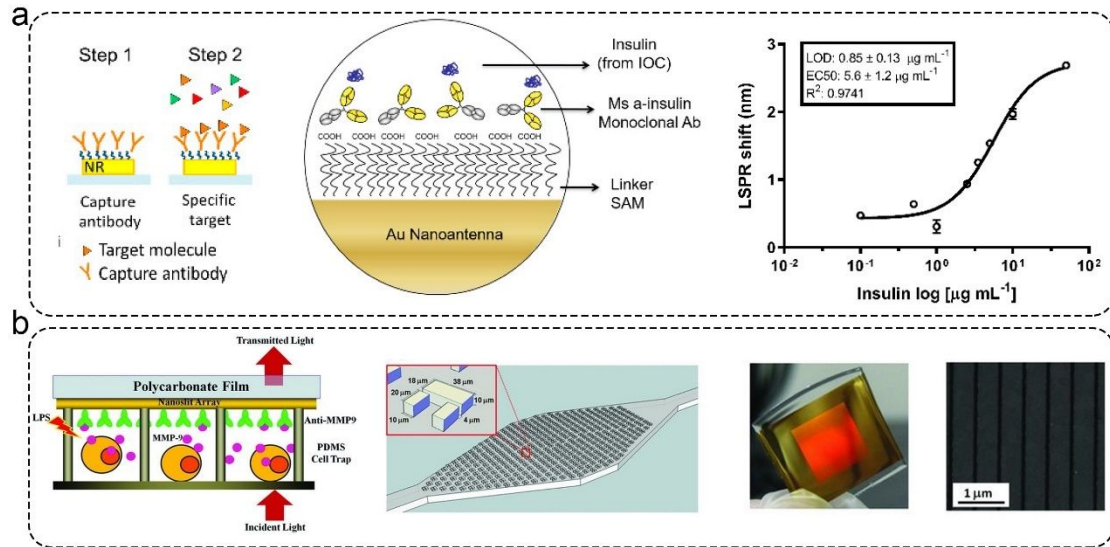 a
Step 1
Step 2
NR
Capture
antibody
Specific
target
i
Target molecule
Capture antibody
Insulin
(from IOC)
Ms a-insulin
Monoclonal Ab
COOH COOH COOH COOH COOH COOH COOH
Linker
SAM
Au Nanoantenna
LSPR shift (nm)
3
2
1
0
LOD: 0.85 ± 0.13 μg mL⁻¹
EC50: 5.6 ± 1.2 μg mL⁻¹
R²: 0.9741
10⁻² 10⁻¹ 10⁰ 10¹ 10²
Insulin log [μg mL⁻¹]
b
Transmitted Light
Polycarbonate Film
Nanoslit Array
LPS
Anti-MMP9
MMP-9
PDMS
Cell Trap
Incident Light
18 μm
38 μm
20 μm
10 μm
10 μm
4 μm
1 μm